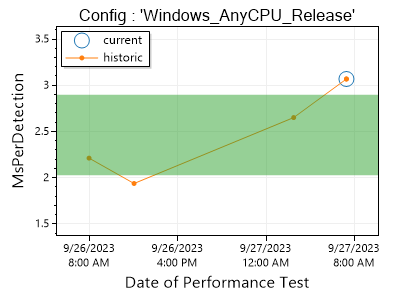 Config : 'Windows_AnyCPU_Release'
current
historic
MsPerDetection
3.5
3
2.5
2
1.5
9/26/2023 9/26/2023 9/27/2023 9/27/2023
8:00 AM 4:00 PM 12:00 AM 8:00 AM
Date of Performance Test